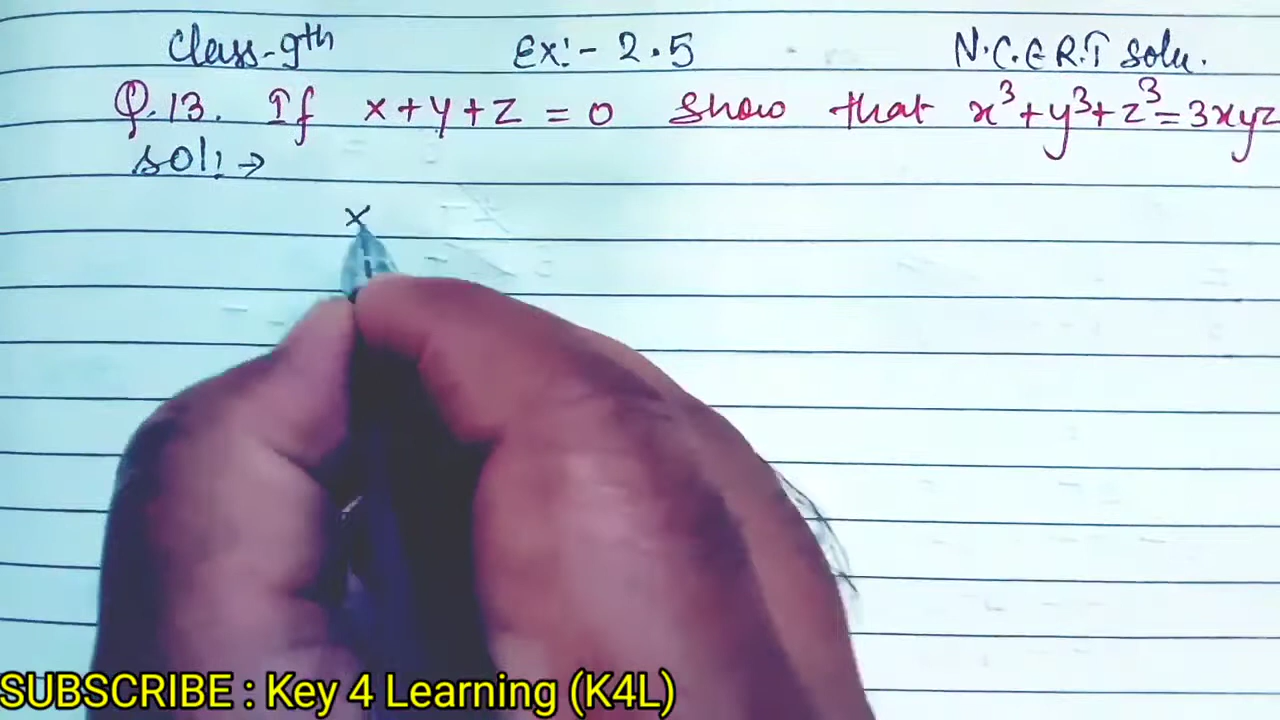 Class-9th Ex:- 2.5 N.C.E.R.T Solu.
Q.13. If x+y+z = 0 show that x³+y³+z³=3xyz
sol: →
x
SUBSCRIBE : Key 4 Learning (K4L)